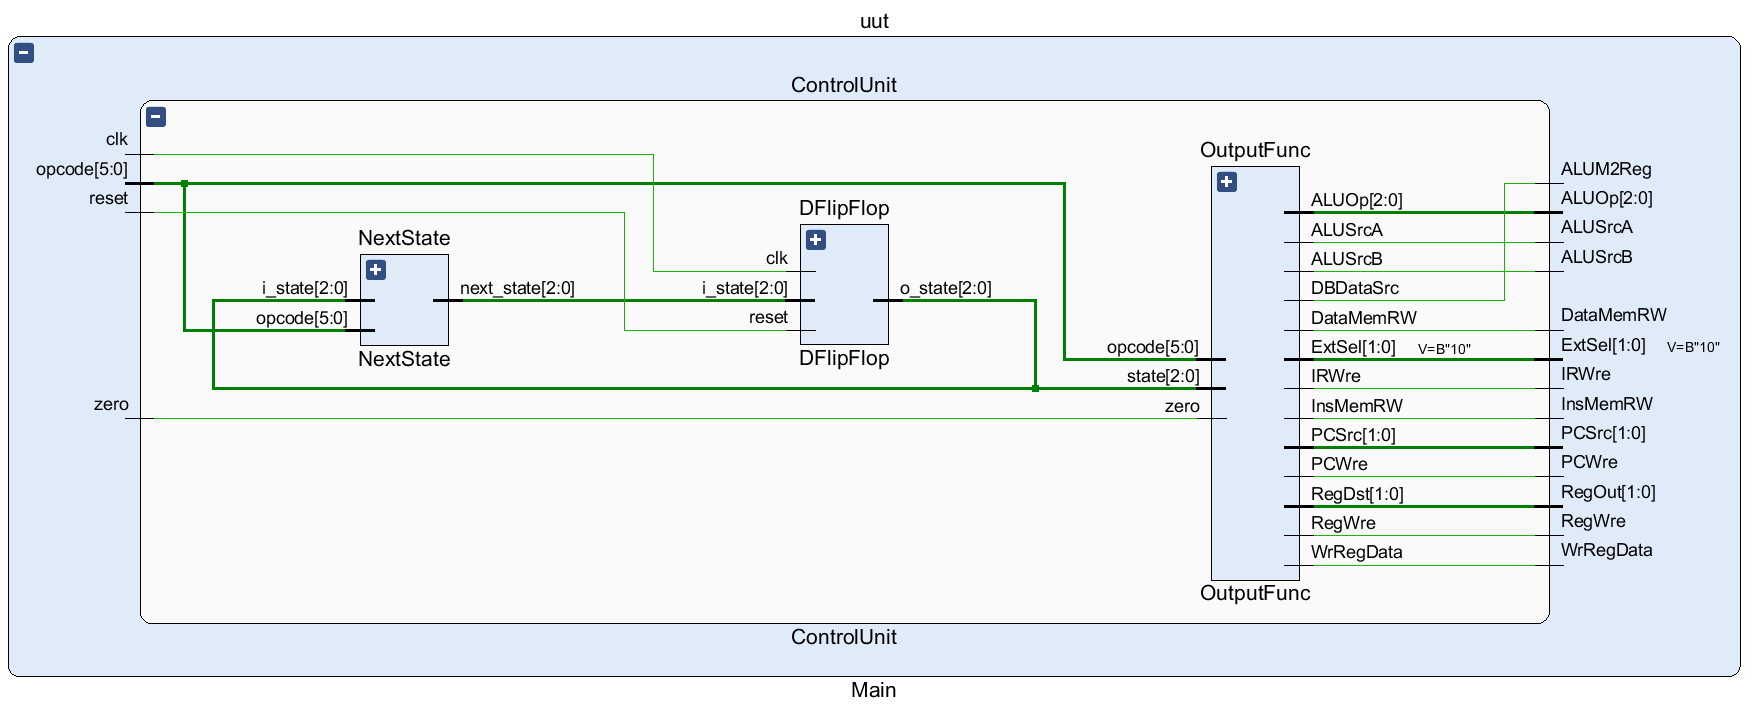 uut
ControlUnit
clk
opcode[5:0]
reset
zero
NextState
i_state[2:0]
opcode[5:0]
next_state[2:0]
NextState
DFlipFlop
clk
i_state[2:0]
reset
o_state[2:0]
DFlipFlop
OutputFunc
opcode[5:0]
state[2:0]
zero
ALUOp[2:0]
ALUSrcA
ALUSrcB
DBDataSrc
DataMemRW
ExtSel[1:0] V=B"10"
IRWre
InsMemRW
PCSrc[1:0]
PCWre
RegDst[1:0]
RegWre
WrRegData
OutputFunc
ALUM2Reg
ALUOp[2:0]
ALUSrcA
ALUSrcB
DataMemRW
ExtSel[1:0] V=B"10"
IRWre
InsMemRW
PCSrc[1:0]
PCWre
RegOut[1:0]
RegWre
WrRegData
ControlUnit
Main